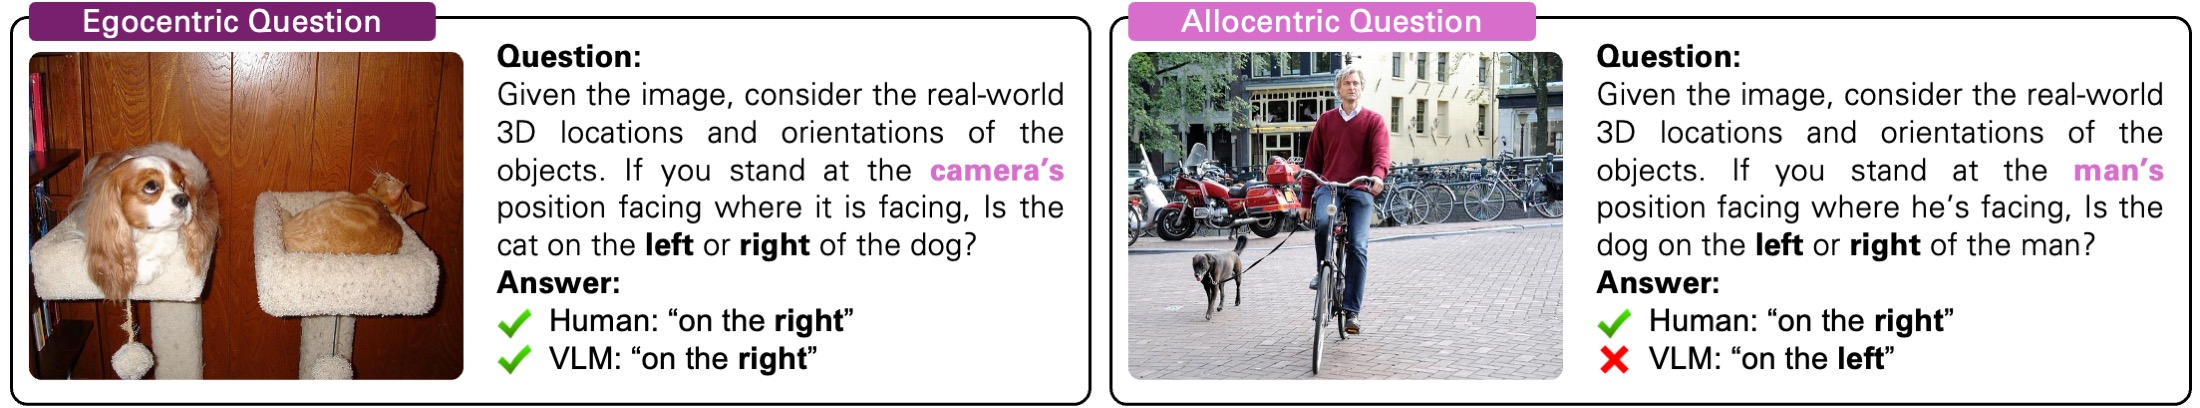 Egocentric Question
Question:
Given the image, consider the real-world
3D locations and orientations of the
objects. If you stand at the camera's
position facing where it is facing, Is the
cat on the left or right of the dog?
Answer:
Human: “on the right”
VLM: “on the right”
Allocentric Question
Question:
Given the image, consider the real-world
3D locations and orientations of the
objects. If you stand at the man's
position facing where he's facing, Is the
dog on the left or right of the man?
Answer:
Human: “on the right”
VLM: “on the left”